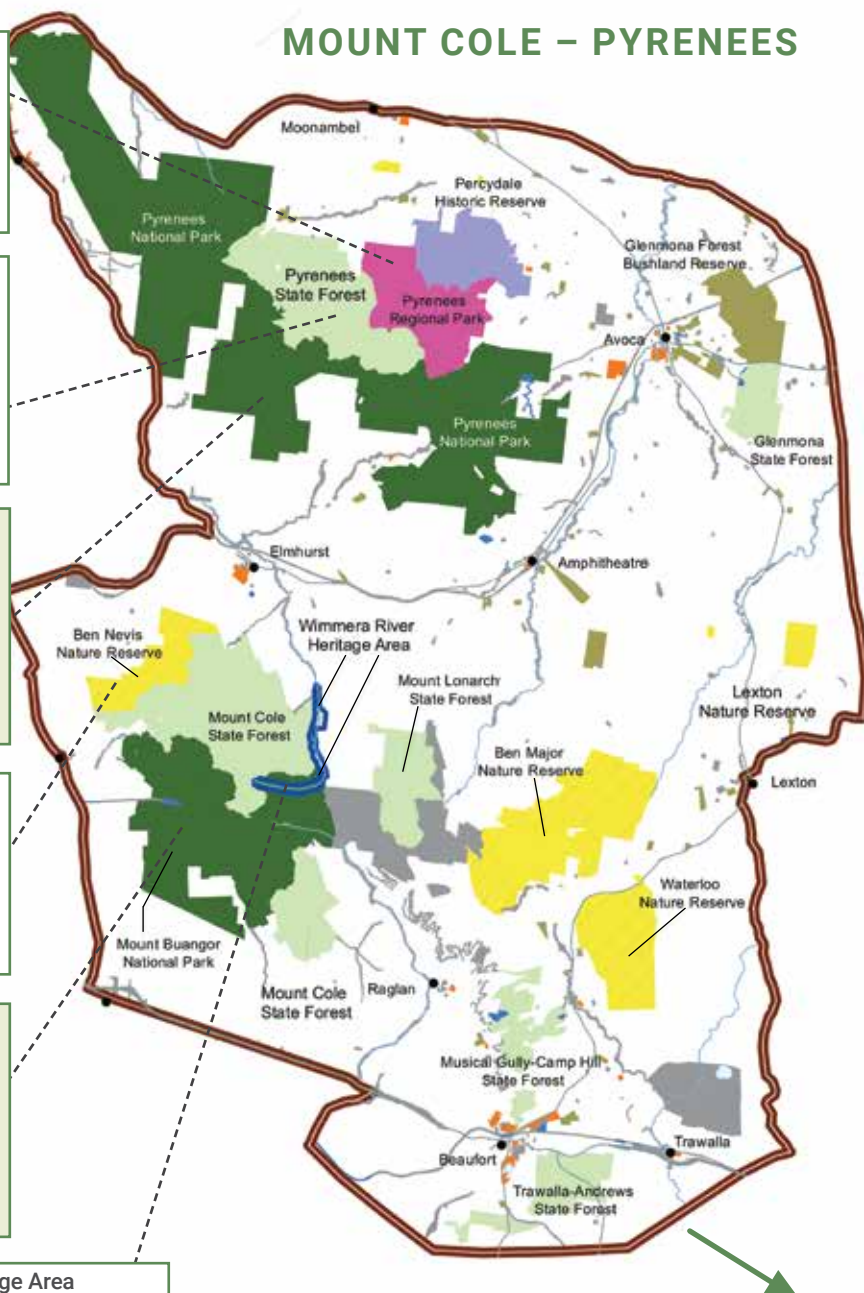 MOUNT COLE – PYRENEES
Moonambel
Percydale
Historic Reserve
Pyrenees
National Park
Glenmona Forest
Bushland Reserve
Pyrenees
State Forest
Pyrenees
Regional Park
Avoca
Pyrenees
National Park
Glenmona
State Forest
Elmhurst
Amphitheatre
Ben Nevis
Nature Reserve
Wimmera River
Heritage Area
Mount Lonarch
State Forest
Lexton
Nature Reserve
Mount Cole
State Forest
Ben Major
Nature Reserve
Lexton
Waterloo
Nature Reserve
Mount Buangor
National Park
Mount Cole
State Forest
Raglan
Musical Gully-Camp Hill
State Forest
Trawalla
Beaufort
Trawalla-Andrews
State Forest
ge Area